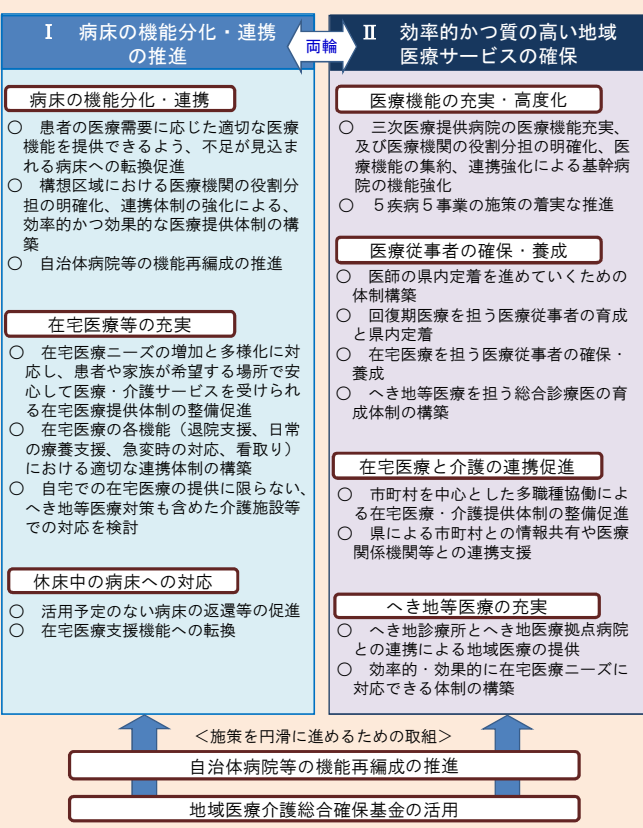 Ⅰ　病床の機能分化・連携
の推進
両輪
Ⅱ　効率的かつ質の高い地域
医療サービスの確保
病床の機能分化・連携
○　患者の医療需要に応じた適切な医療
機能を提供できるよう、不足が見込ま
れる病床への転換促進
○　構想区域における医療機関の役割分
担の明確化、連携体制の強化による、
効率的かつ効果的な医療提供体制の構
築
○　自治体病院等の機能再編成の推進
在宅医療等の充実
○　在宅医療ニーズの増加と多様化に対
応し、患者や家族が希望する場所で安
心して医療・介護サービスを受けられ
る在宅医療提供体制の整備促進
○　在宅医療の各機能（退院支援、日常
の療養支援、急変時の対応、看取り）
における適切な連携体制の構築
○　自宅での在宅医療の提供に限らない、
へき地等医療対策も含めた介護施設等
での対応を検討
休床中の病床への対応
○　活用予定のない病床の返還等の促進
○　在宅医療支援機能への転換
医療機能の充実・高度化
○　三次医療提供病院の医療機能充実、
及び医療機関の役割分担の明確化、医
療機能の集約、連携強化による基幹病
院の機能強化
○　５疾病５事業の施策の着実な推進
医療従事者の確保・養成
○　医師の県内定着を進めていくための
体制構築
○　回復期医療を担う医療従事者の育成
と県内定着
○　在宅医療を担う医療従事者の確保・
養成
○　へき地等医療を担う総合診療医の育
成体制の構築
在宅医療と介護の連携促進
○　市町村を中心とした多職種協働によ
る在宅医療・介護提供体制の整備促進
○　県による市町村との情報共有や医療
関係機関等との連携支援
へき地等医療の充実
○　へき地診療所とへき地医療拠点病院
との連携による地域医療の提供
○　効率的・効果的に在宅医療ニーズに
対応できる体制の構築
＜施策を円滑に進めるための取組＞
自治体病院等の機能再編成の推進
地域医療介護総合確保基金の活用